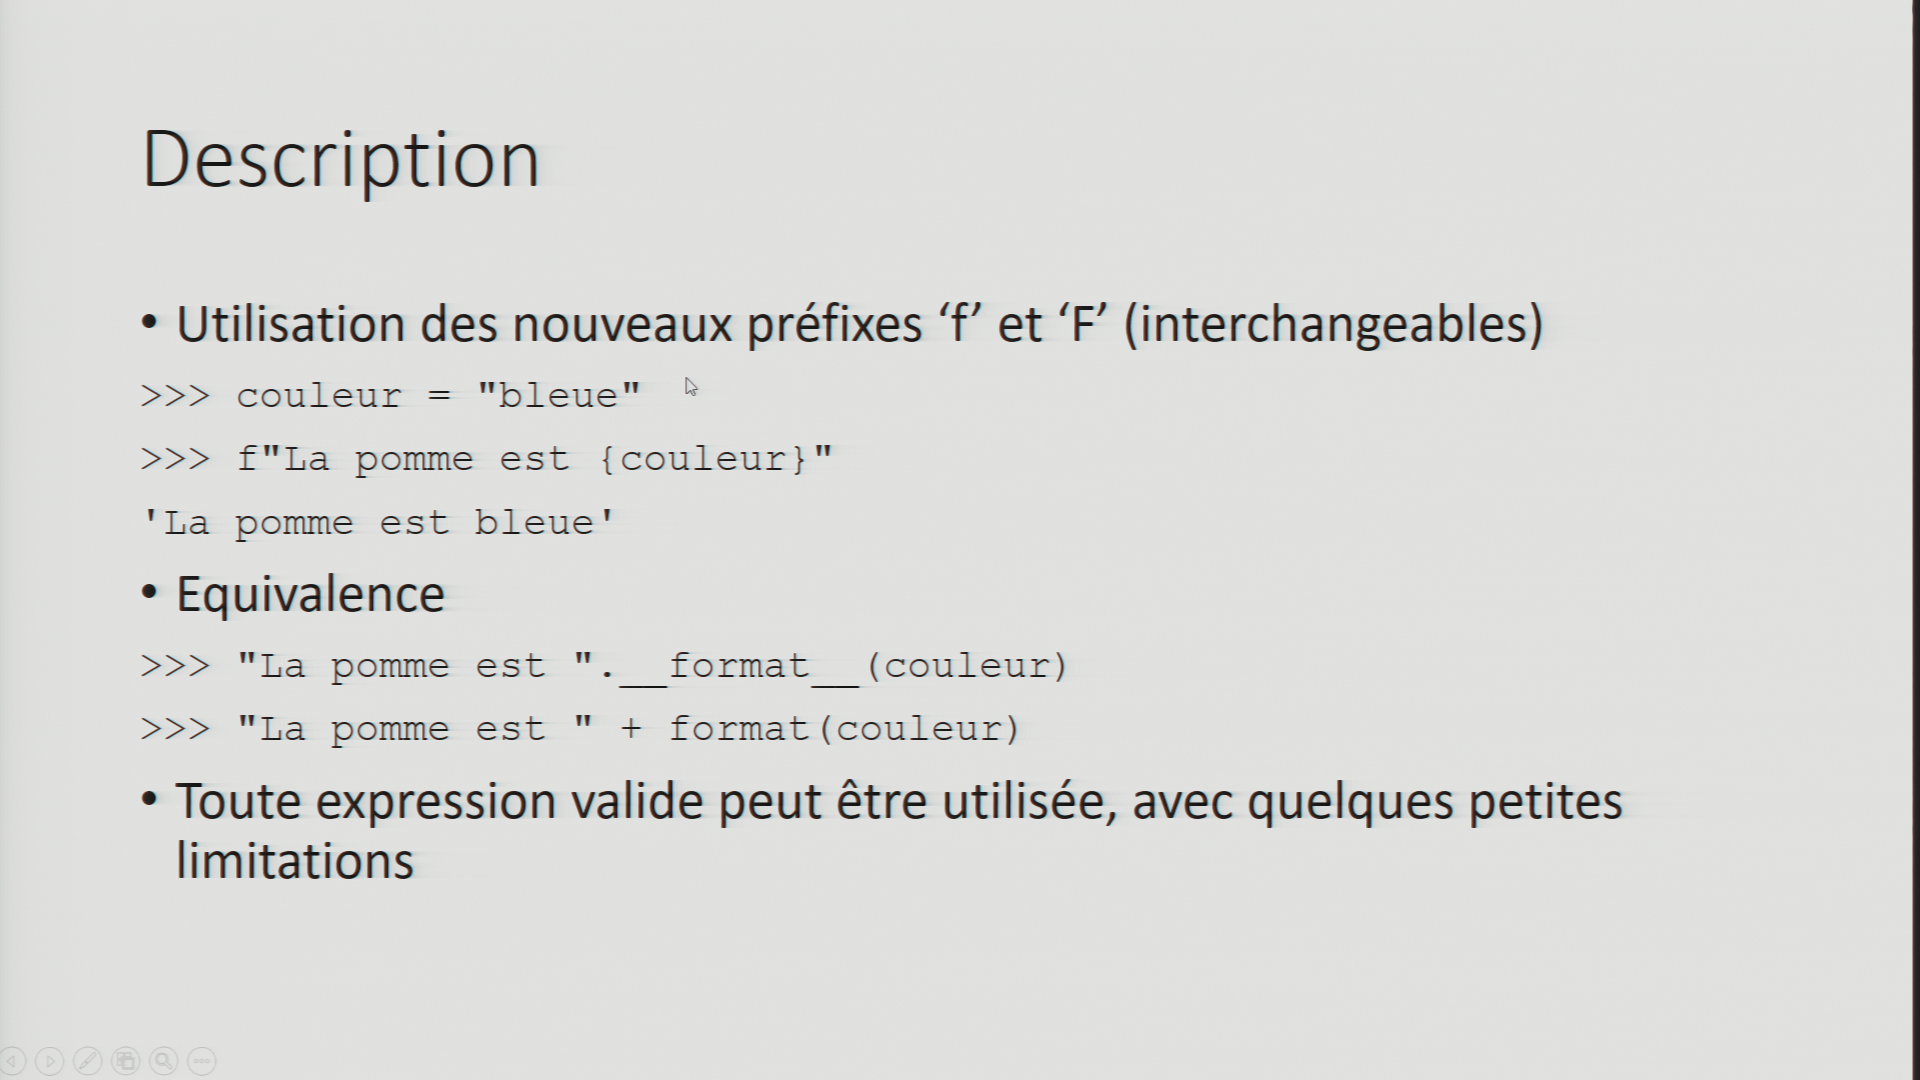 Description
• Utilisation des nouveaux préfixes ‘f’ et ‘F’ (interchangeables)
>>> couleur = "bleue"
>>> f"La pomme est {couleur}"
'La pomme est bleue'
• Equivalence
>>> "La pomme est ".__format__(couleur)
>>> "La pomme est " + format(couleur)
• Toute expression valide peut être utilisée, avec quelques petites
limitations